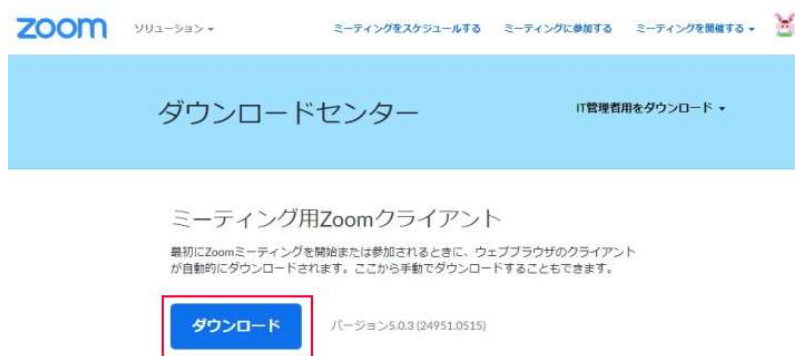 zoom ソリューション ミーティングをスケジュールする ミーティングに参加する ミーティングを開催する
ダウンロードセンター IT管理者用をダウンロード
ミーティング用Zoomクライアント
最初にZoomミーティングを開始または参加されるときに、ウェブブラウザのクライアント
が自動的にダウンロードされます。ここから手動でダウンロードすることもできます。
ダウンロード バージョン5.0.3 (24951.0515)